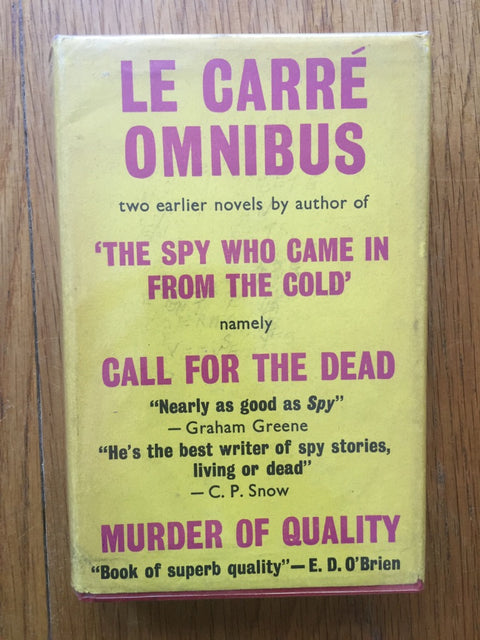 LE CARRÉ
OMNIBUS
two earlier novels by author of
‘THE SPY WHO CAME IN
FROM THE COLD’
namely
CALL FOR THE DEAD
“Nearly as good as Spy”
— Graham Greene
“He's the best writer of spy stories,
living or dead”
— C. P. Snow
MURDER OF QUALITY
“Book of superb quality”— E. D. O'Brien